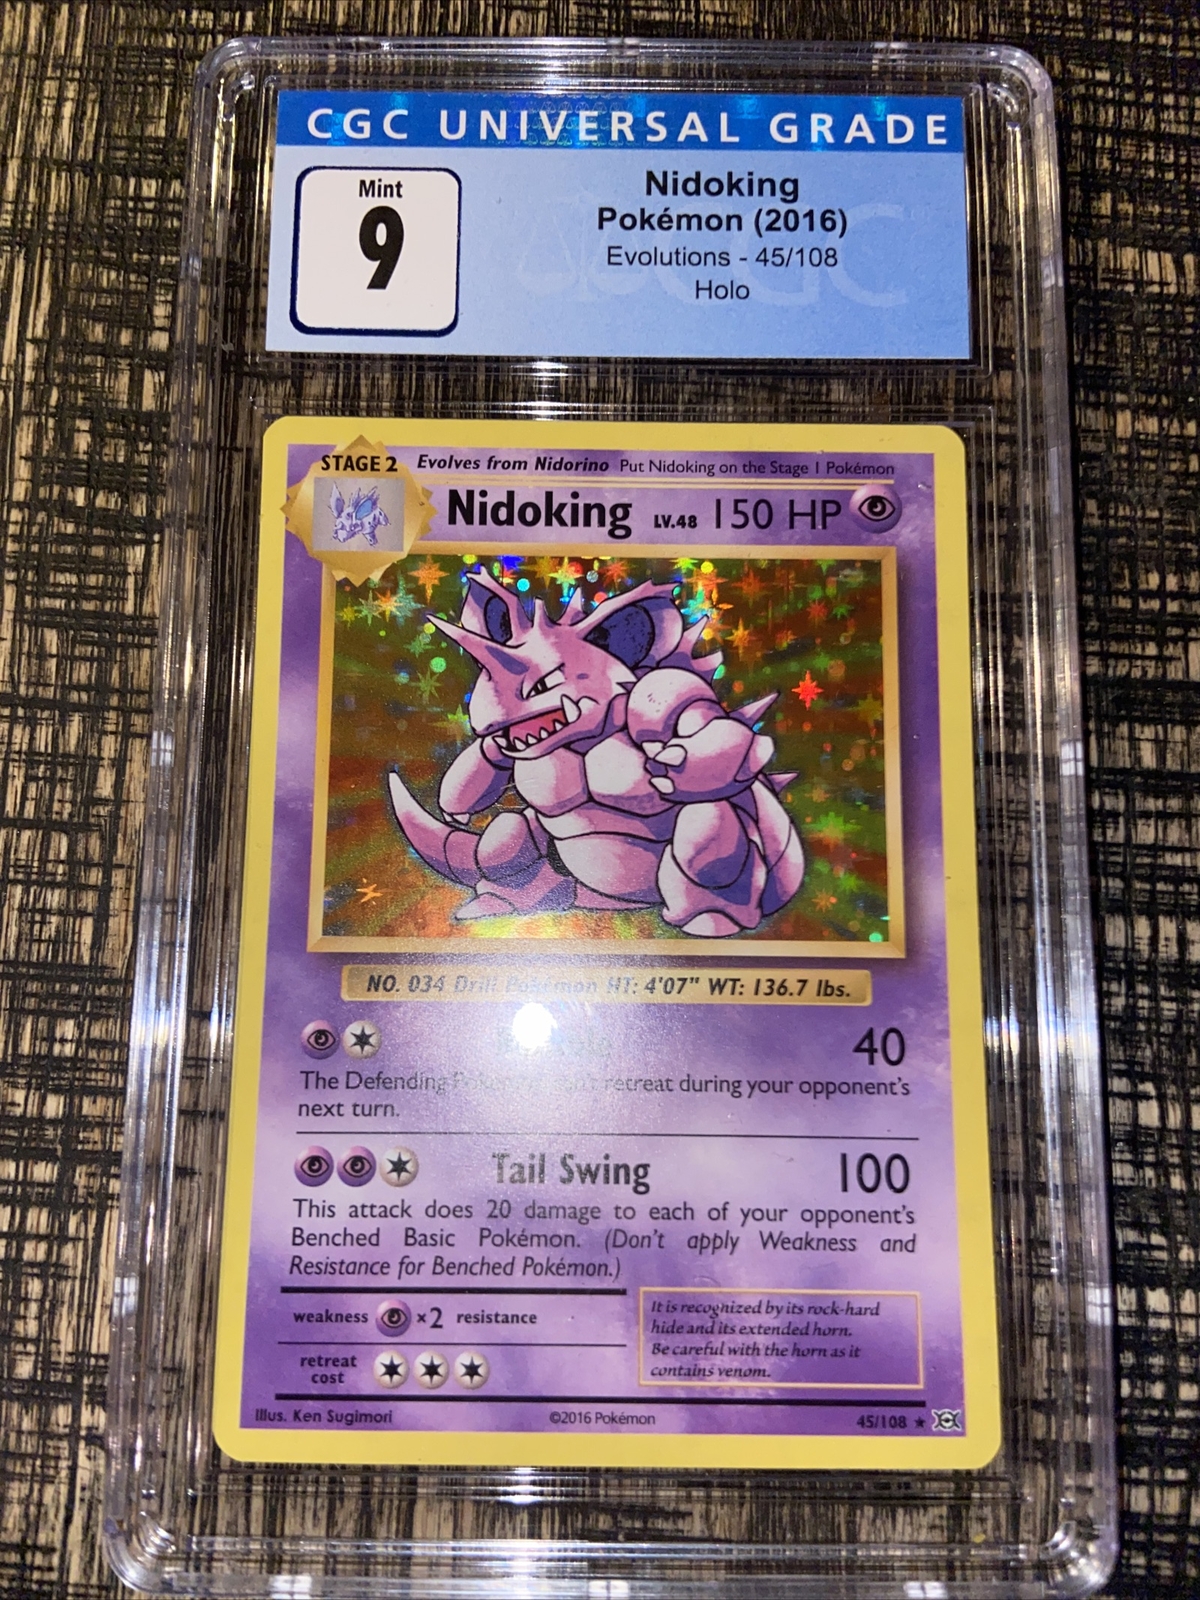 CGC UNIVERSAL GRADE
Mint
9
Nidoking
Pokémon (2016)
Evolutions - 45/108
Holo
CGC
STAGE 2 Evolves from Nidorino Put Nidoking on the Stage 1 Pokémon
Nidoking LV.48 150 HP
NO. 034 Drill Pokémon HT: 4'07" WT: 136.7 lbs.
40
The Defending Pokémon can't retreat during your opponent's
next turn.
Tail Swing 100
This attack does 20 damage to each of your opponent's
Benched Basic Pokémon. (Don't apply Weakness and
Resistance for Benched Pokémon.)
weakness ×2 resistance
retreat
cost
It is recognized by its rock-hard
hide and its extended horn.
Be careful with the horn as it
contains venom.
Illus. Ken Sugimori ©2016 Pokémon 45/108 ★